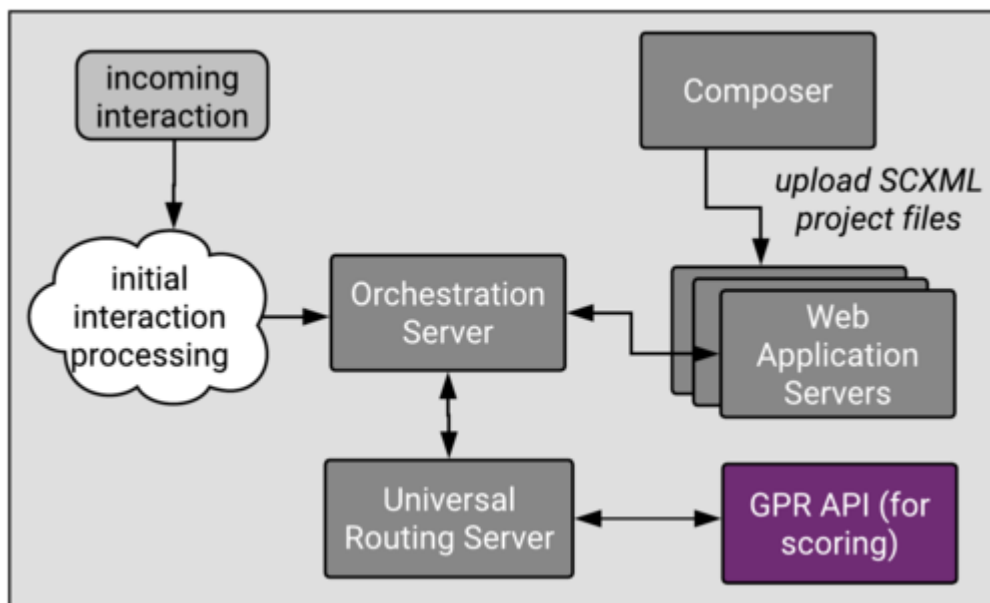 incoming
interaction
Composer
upload SCXML
project files
initial
interaction
processing
Orchestration
Server
Web
Application
Servers
Universal
Routing Server
GPR API (for
scoring)